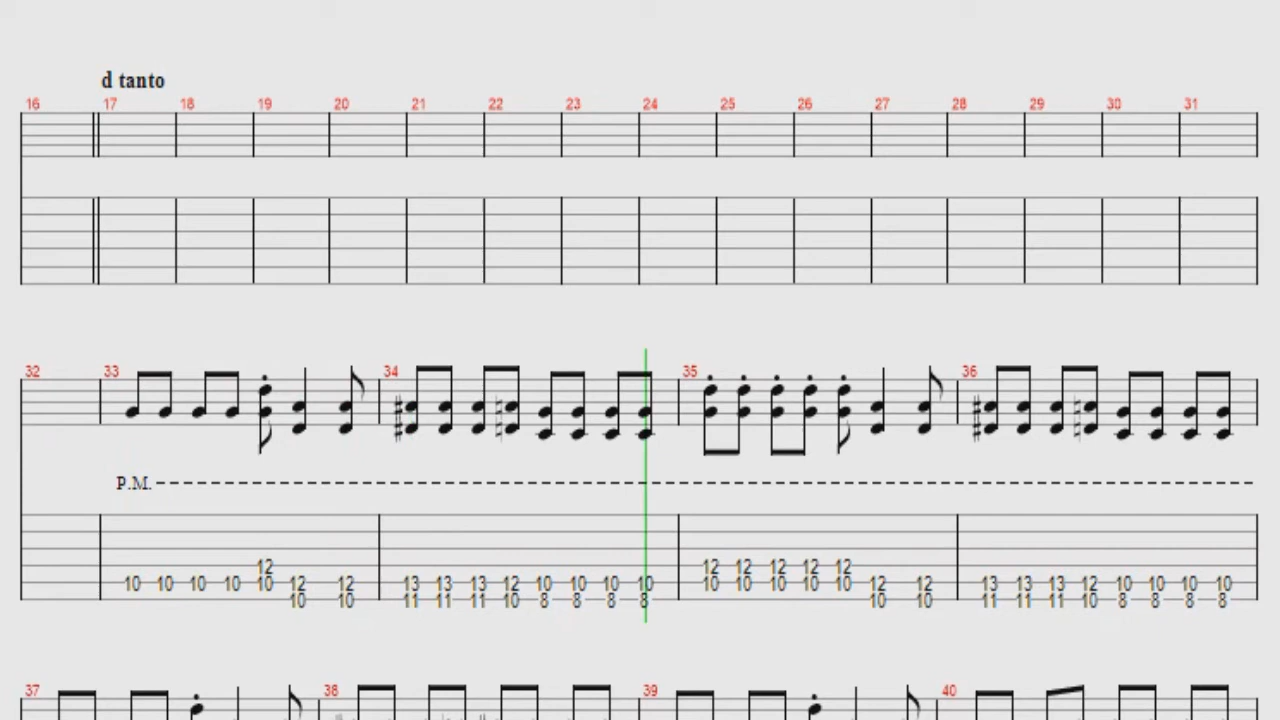 d tanto
16 17 18 19 20 21 22 23 24 25 26 27 28 29 30 31
32 33 34 35 36
P.M.
12 12 12 12 12 12
10 10 10 10 10 12 12 13 13 13 12 10 10 10 10 10 10 10 10 10 12 12 13 13 13 12 10 10 10 10
10 10 11 11 11 10 8 8 8 8 10 10 11 11 11 10 8 8 8 8
37 38 39 40